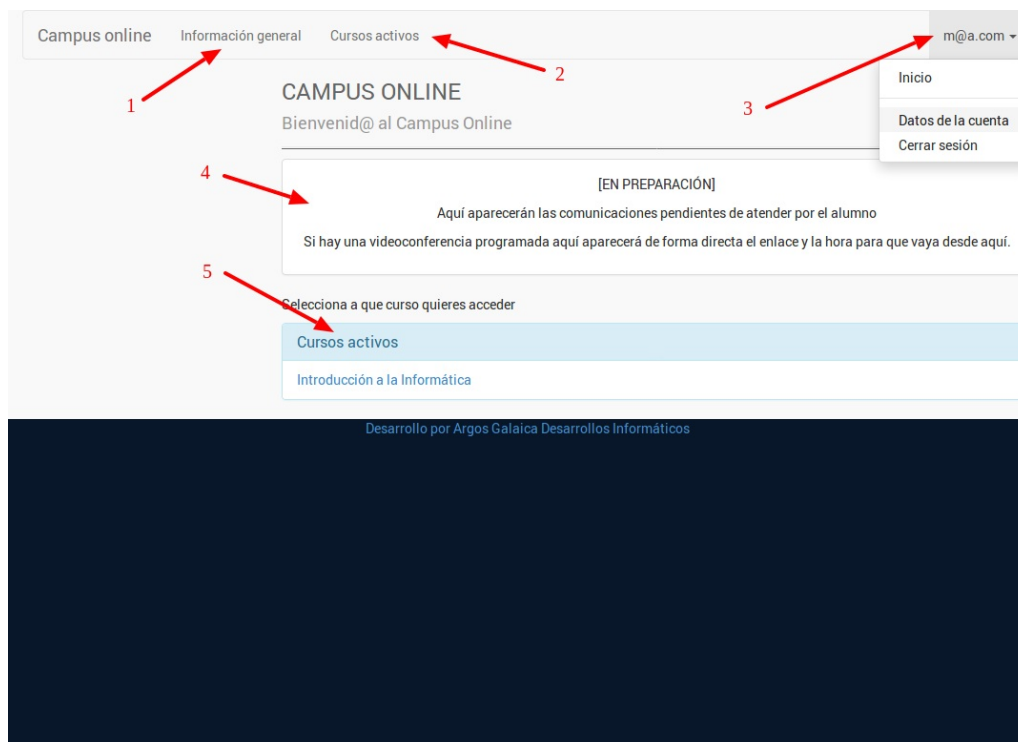 Campus online Información general Cursos activos m@a.com
1
2
3
Inicio
Datos de la cuenta
Cerrar sesión
CAMPUS ONLINE
Bienvenid@ al Campus Online
4
[EN PREPARACIÓN]
Aquí aparecerán las comunicaciones pendientes de atender por el alumno
Si hay una videoconferencia programada aquí aparecerá de forma directa el enlace y la hora para que vaya desde aquí.
5
Selecciona a que curso quieres acceder
Cursos activos
Introducción a la Informática
Desarrollo por Argos Galaica Desarrollos Informáticos